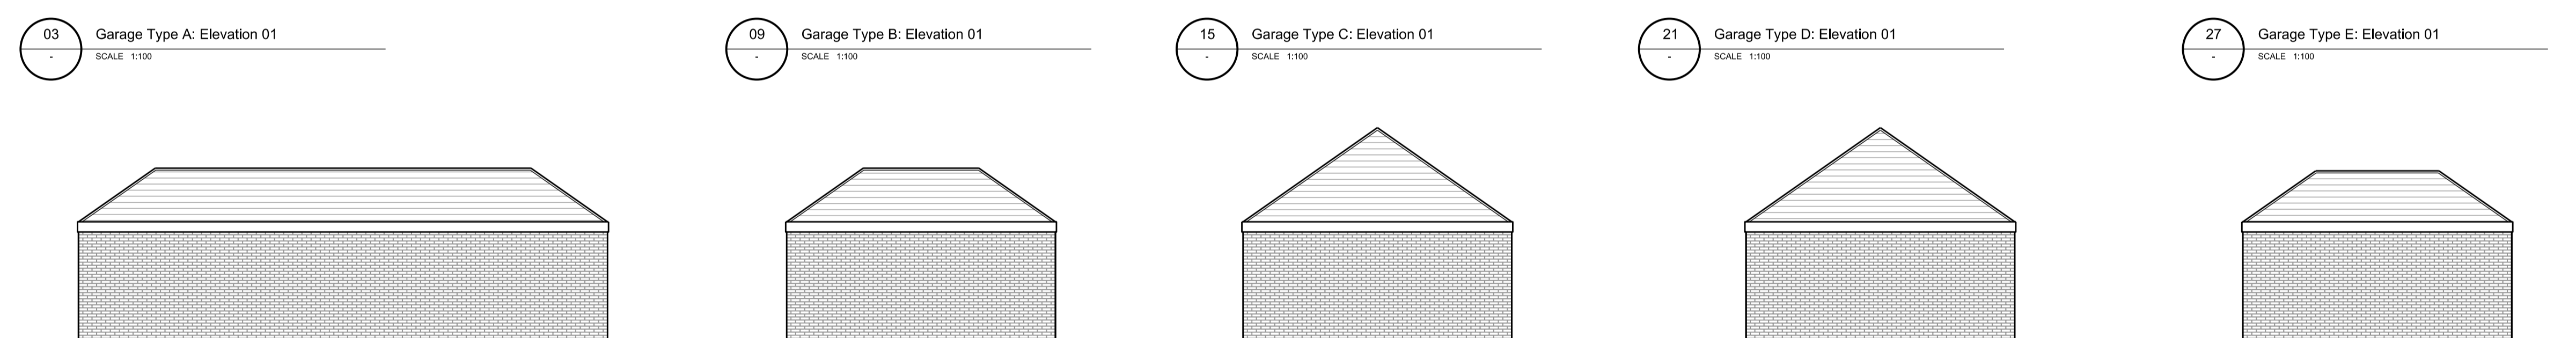 03
Garage Type A: Elevation 01
-
SCALE 1:100
09
Garage Type B: Elevation 01
-
SCALE 1:100
15
Garage Type C: Elevation 01
-
SCALE 1:100
21
Garage Type D: Elevation 01
-
SCALE 1:100
27
Garage Type E: Elevation 01
-
SCALE 1:100